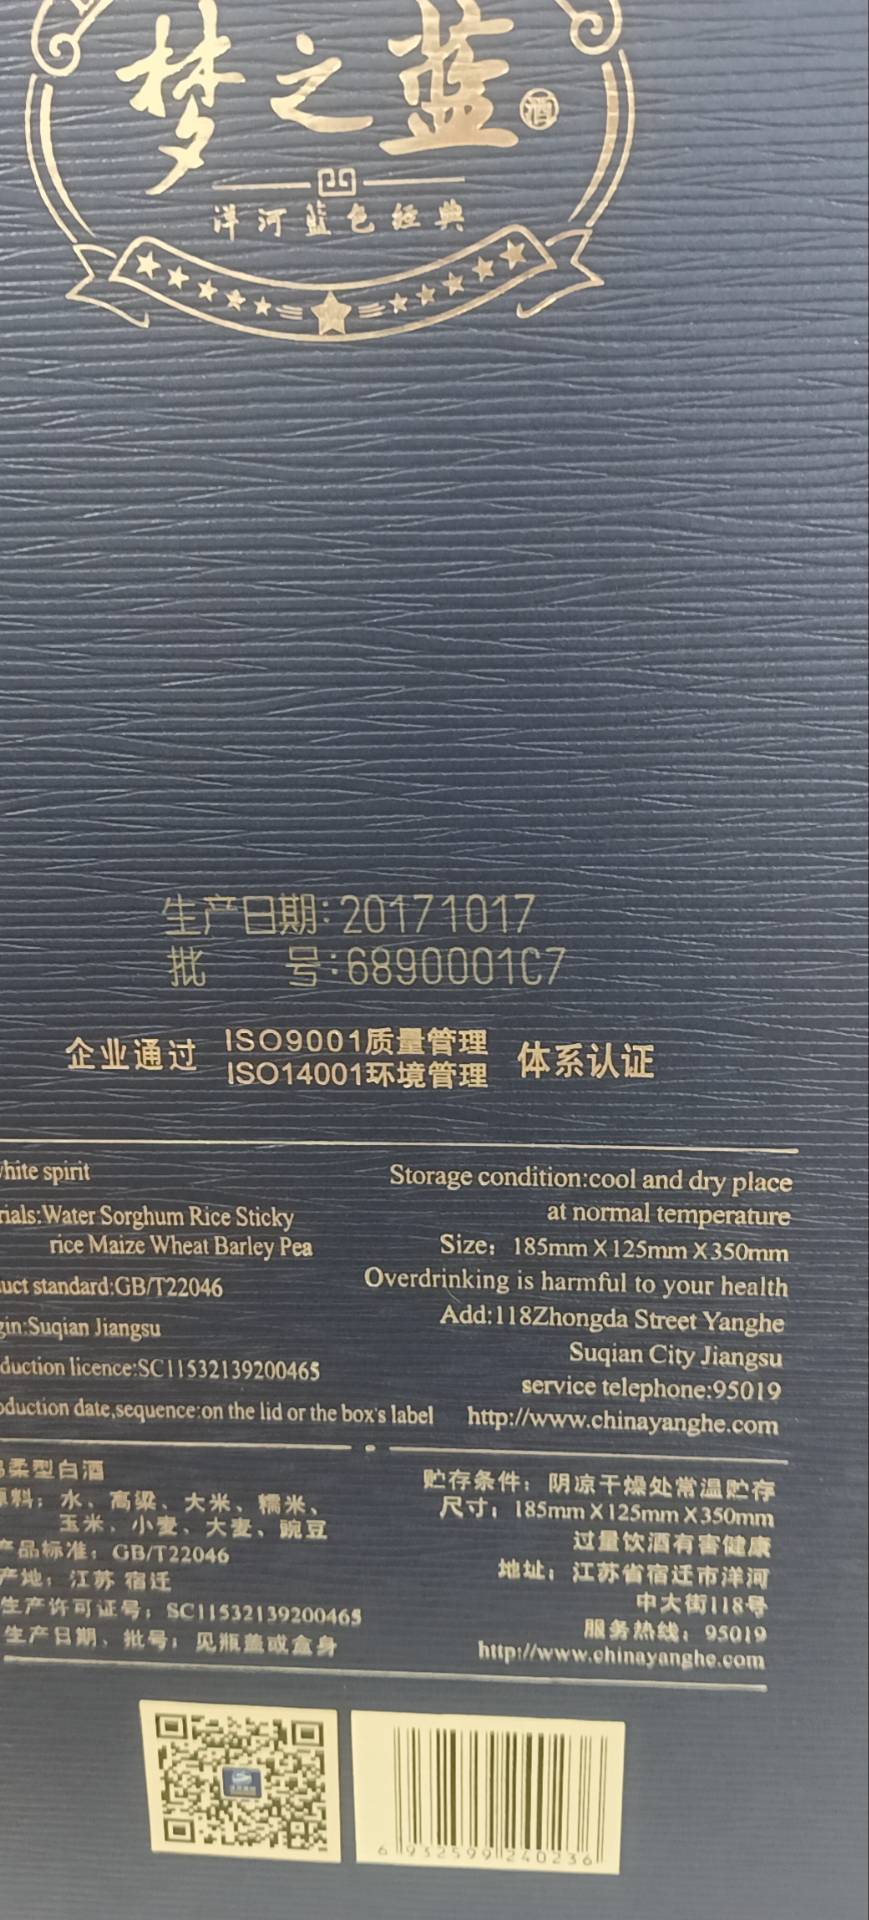 梦之蓝
酒
洋河蓝色经典
生产日期:20171017
批 号:6890001C7
企业通过 ISO9001质量管理 体系认证
ISO14001环境管理
hite spirit
rials:Water Sorghum Rice Sticky
rice Maize Wheat Barley Pea
uct standard:GB/T22046
gin:Suqian Jiangsu
duction licence:SC11532139200465
oduction date,sequence:on the lid or the box's label
Storage condition:cool and dry place
at normal temperature
Size: 185mm X 125mm X 350mm
Overdrinking is harmful to your health
Add:118Zhongda Street Yanghe
Suqian City Jiangsu
service telephone:95019
http://www.chinayanghe.com
柔型白酒
原料：水、高粱、大米、糯米、
玉米、小麦、大麦、豌豆
产品标准：GB/T22046
产地：江苏 宿迁
生产许可证号：SC11532139200465
生产日期、批号：见瓶盖或盒身
贮存条件：阴凉干燥处常温贮存
尺寸：185mm X 125mm X 350mm
过量饮酒有害健康
地址：江苏省宿迁市洋河
中大街118号
服务热线：95019
http://www.chinayanghe.com
6 932599 240236